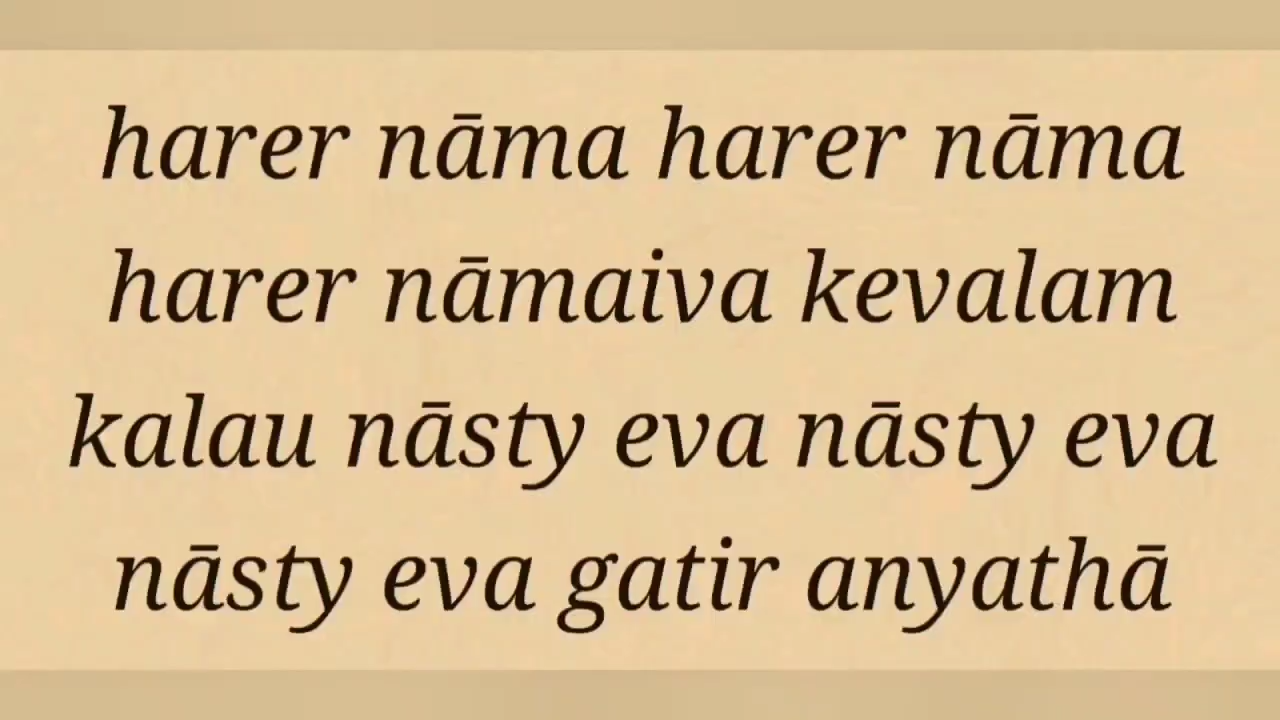 harer nāma harer nāma
harer nāmaiva kevalam
kalau nāsty eva nāsty eva
nāsty eva gatir anyathā